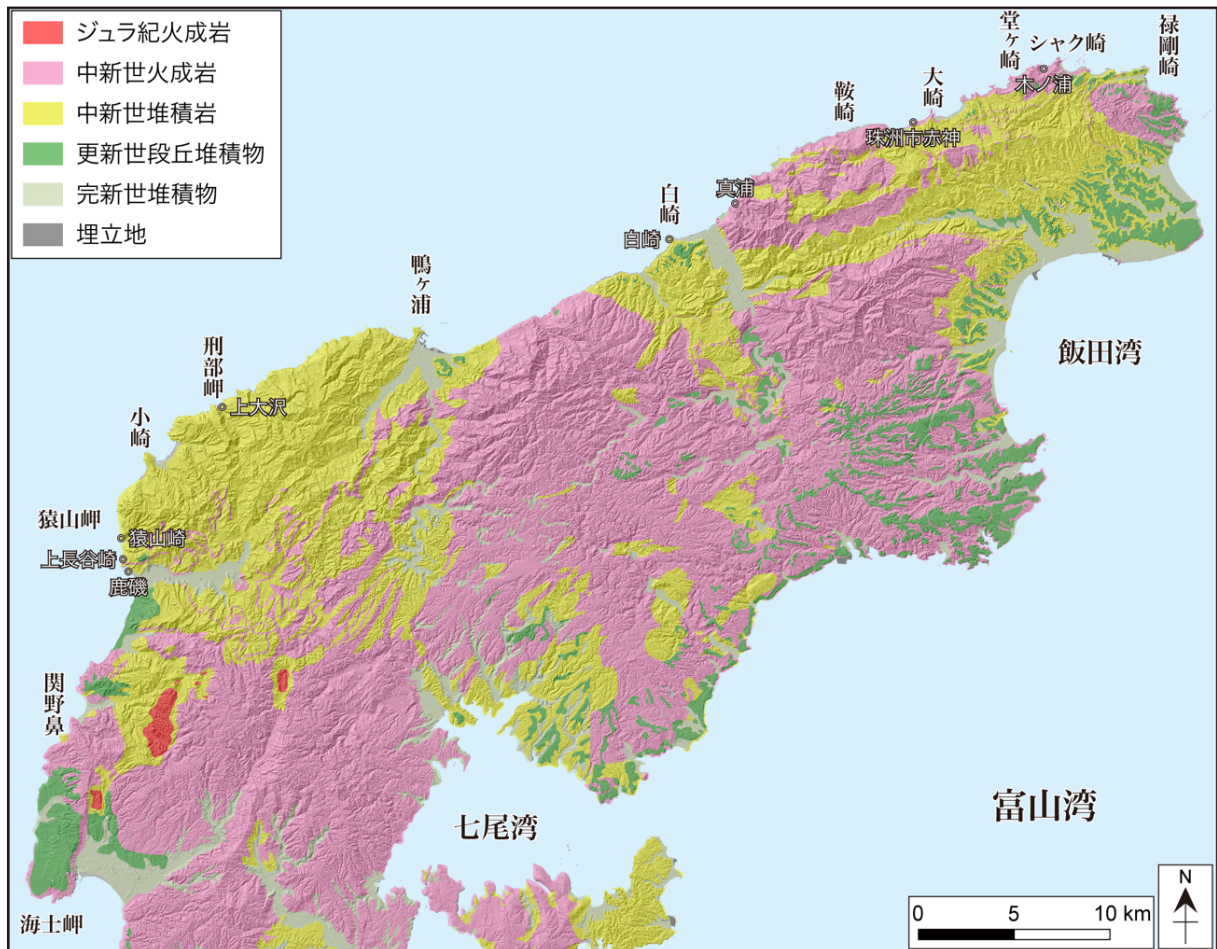 ジュラ紀火成岩
中新世火成岩
中新世堆積岩
更新世段丘堆積物
完新世堆積物
埋立地
堂ヶ崎
シャク崎
禄剛崎
木ノ浦
大崎
鞍崎
珠洲市赤神
真浦
白崎
白崎
鴨ヶ浦
飯田湾
刑部岬
上大沢
小崎
猿山岬
猿山崎
上長谷崎
鹿磯
関野鼻
富山湾
七尾湾
海士岬
N
0 5 10 km